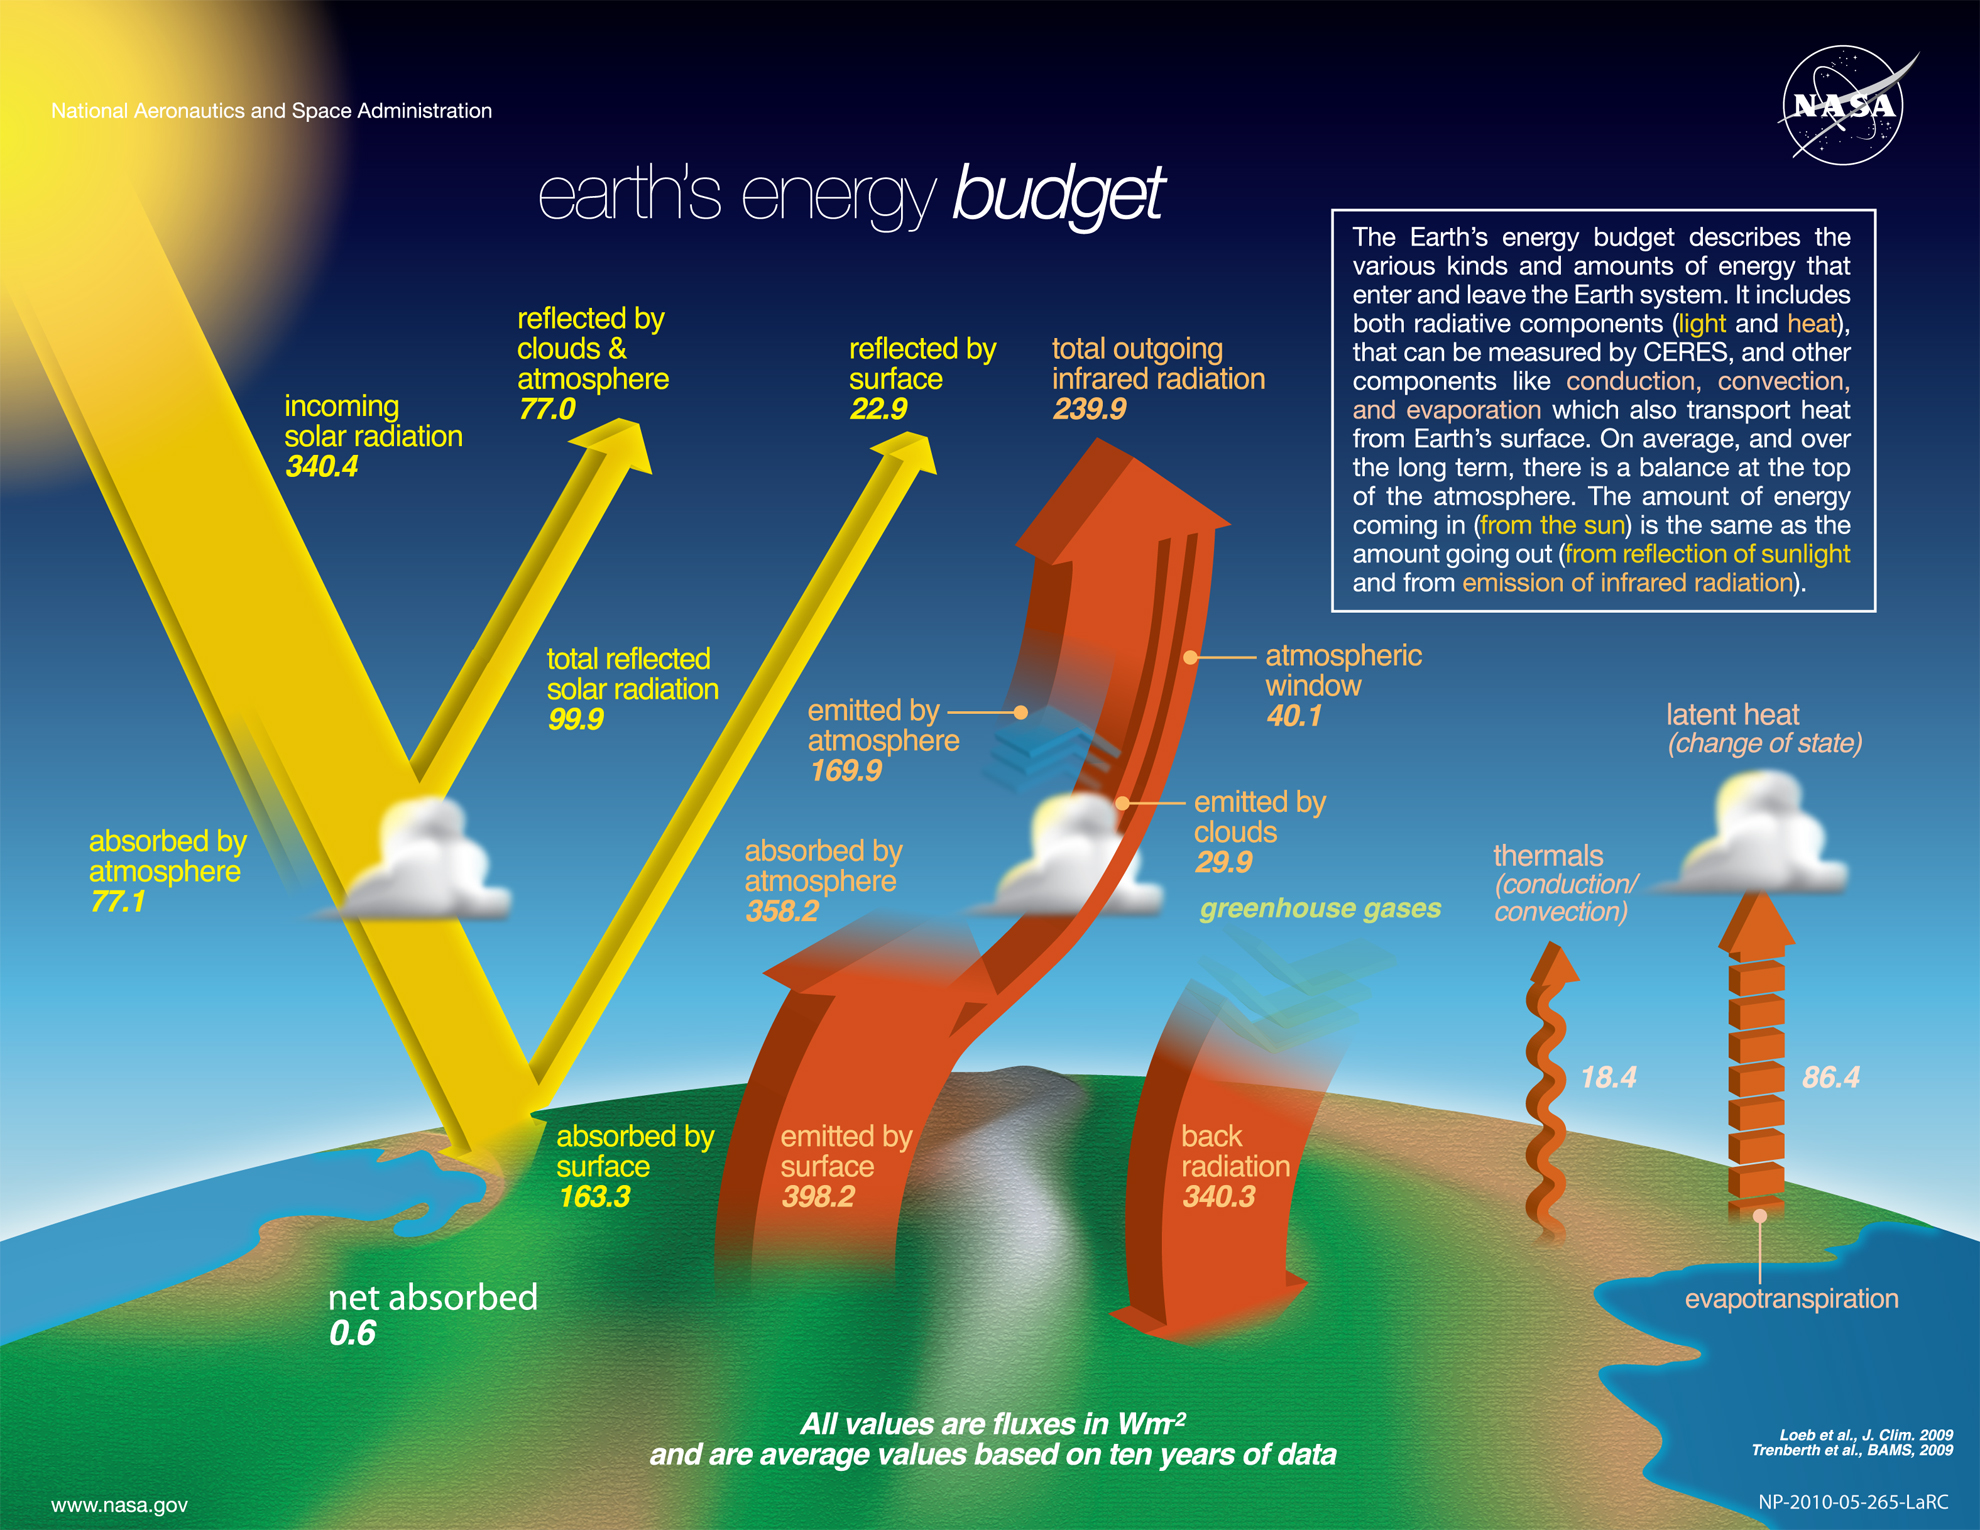 National Aeronautics and Space Administration
NASA
earth's energy budget
The Earth's energy budget describes the
various kinds and amounts of energy that
enter and leave the Earth system. It includes
both radiative components (light and heat),
that can be measured by CERES, and other
components like conduction, convection,
and evaporation which also transport heat
from Earth's surface. On average, and over
the long term, there is a balance at the top
of the atmosphere. The amount of energy
coming in (from the sun) is the same as the
amount going out (from reflection of sunlight
and from emission of infrared radiation).
incoming
solar radiation
340.4
reflected by
clouds &
atmosphere
77.0
reflected by
surface
22.9
total outgoing
infrared radiation
239.9
total reflected
solar radiation
99.9
emitted by
atmosphere
169.9
atmospheric
window
40.1
latent heat
(change of state)
absorbed by
atmosphere
77.1
absorbed by
atmosphere
358.2
emitted by
clouds
29.9
greenhouse gases
thermals
(conduction/
convection)
18.4
86.4
absorbed by
surface
163.3
emitted by
surface
398.2
back
radiation
340.3
evapotranspiration
net absorbed
0.6
All values are fluxes in Wm-2
and are average values based on ten years of data
Loeb et al., J. Clim. 2009
Trenberth et al., BAMS, 2009
www.nasa.gov
NP-2010-05-265-LaRC